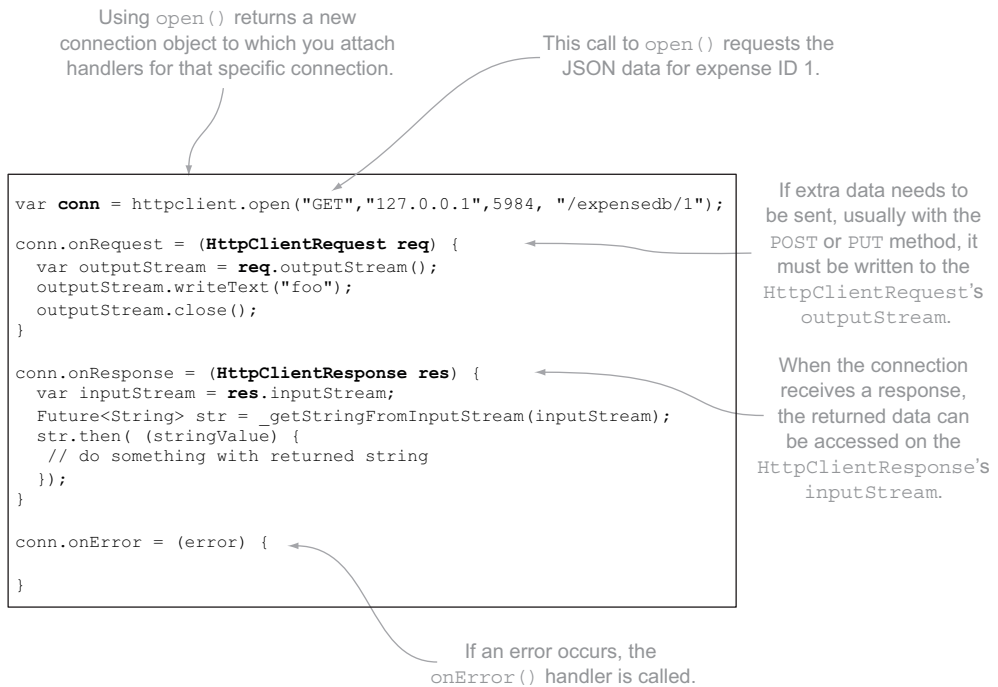 Using open() returns a new
connection object to which you attach
handlers for that specific connection.
This call to open() requests the
JSON data for expense ID 1.
var conn = httpclient.open("GET","127.0.0.1",5984, "/expensedb/1");
conn.onRequest = (HttpClientRequest req) {
  var outputStream = req.outputStream();
  outputStream.writeText("foo");
  outputStream.close();
}
conn.onResponse = (HttpClientResponse res) {
  var inputStream = res.inputStream;
  Future<String> str = _getStringFromInputStream(inputStream);
  str.then( (stringValue) {
   // do something with returned string
  });
}
conn.onError = (error) {
}
If extra data needs to
be sent, usually with the
POST or PUT method, it
must be written to the
HttpClientRequest's
outputStream.
When the connection
receives a response,
the returned data can
be accessed on the
HttpClientResponse's
inputStream.
If an error occurs, the
onError() handler is called.